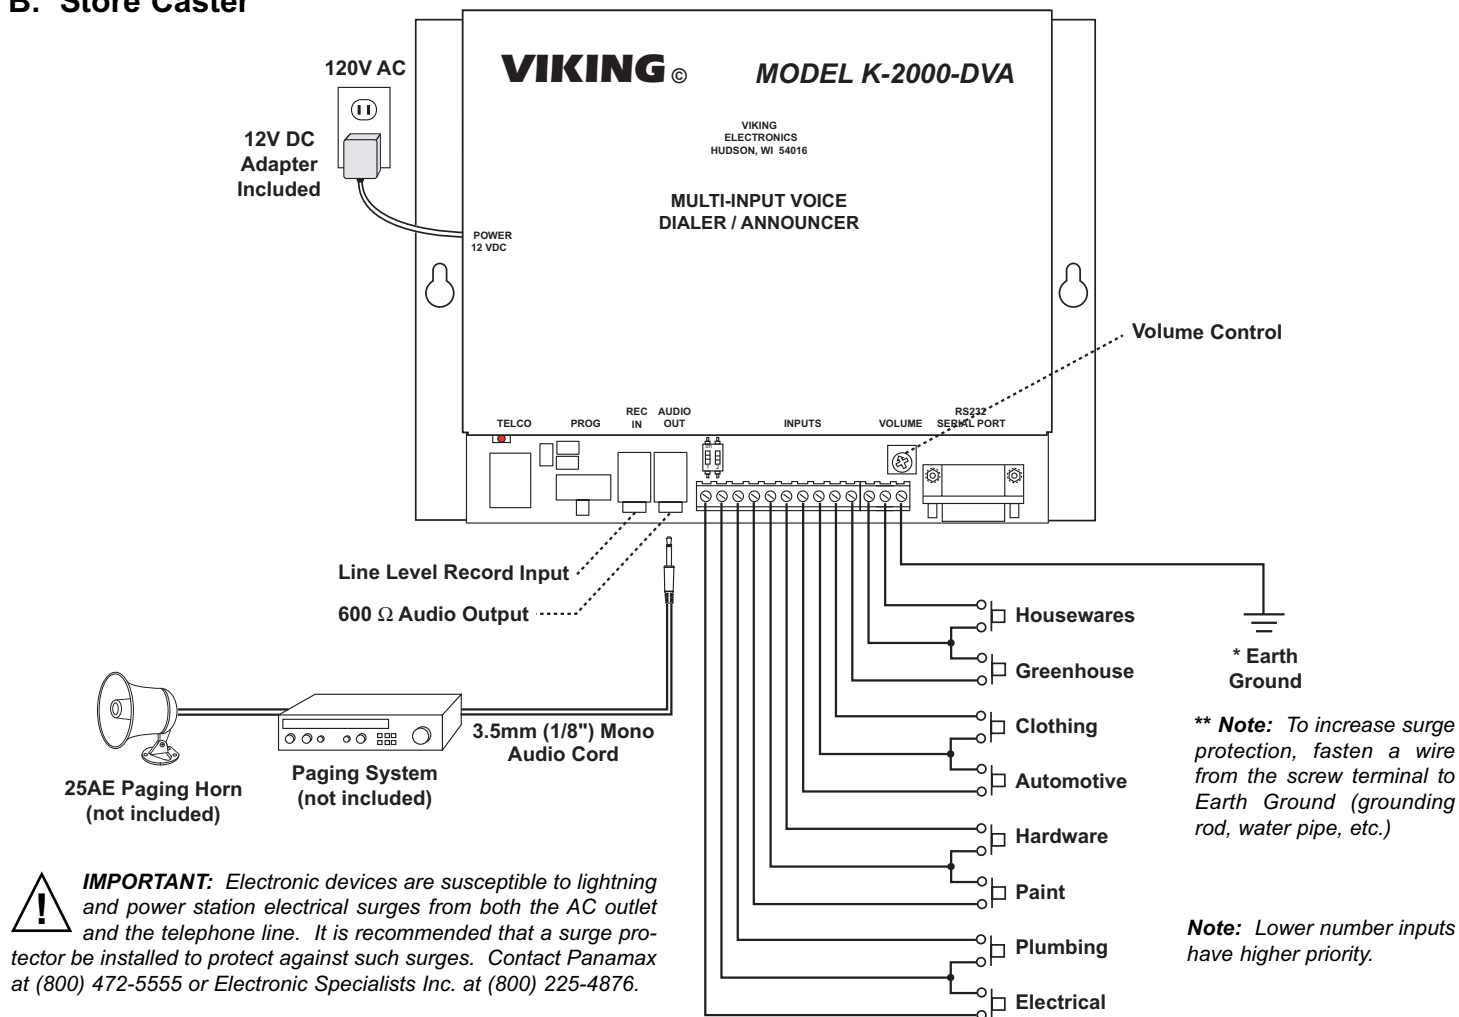 B. Store Caster
120V AC
12V DC
Adapter
Included
VIKING ©
MODEL K-2000-DVA
VIKING
ELECTRONICS
HUDSON, WI 54016
MULTI-INPUT VOICE
DIALER / ANNOUNCER
POWER
12 VDC
Volume Control
TELCO
PROG
REC
IN
AUDIO
OUT
INPUTS
VOLUME
RS232
SERIAL PORT
Line Level Record Input
600 Ω Audio Output
3.5mm (1/8") Mono
Audio Cord
25AE Paging Horn
(not included)
Paging System
(not included)
Housewares
Greenhouse
Clothing
Automotive
Hardware
Paint
Plumbing
Electrical
* Earth
Ground
** Note: To increase surge
protection, fasten a wire
from the screw terminal to
Earth Ground (grounding
rod, water pipe, etc.)
Note: Lower number inputs
have higher priority.
IMPORTANT: Electronic devices are susceptible to lightning
and power station electrical surges from both the AC outlet
and the telephone line. It is recommended that a surge pro-
tector be installed to protect against such surges. Contact Panamax
at (800) 472-5555 or Electronic Specialists Inc. at (800) 225-4876.